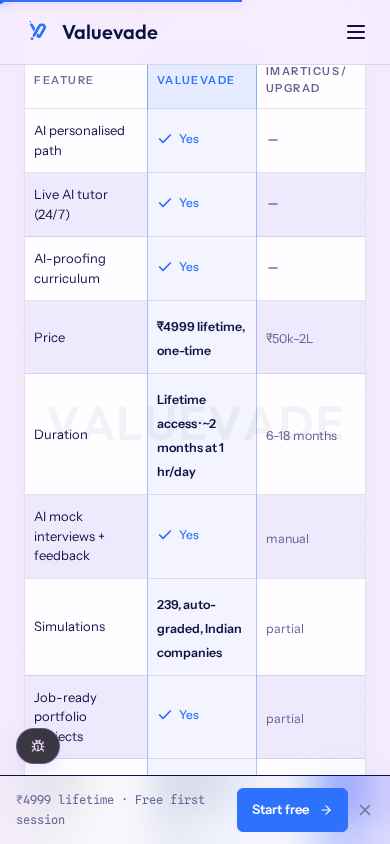 Valuevade
FEATURE
VALUEVADE
IMARTICUS /
UPGRAD
AI personalised
path
Yes
—
Live AI tutor
(24/7)
Yes
—
AI-proofing
curriculum
Yes
—
Price
₹4999 lifetime,
one-time
₹50k–2L
Duration
Lifetime
access · ~2
months at 1
hr/day
6–18 months
VALUEVADE
AI mock
interviews +
feedback
Yes
manual
Simulations
239, auto-
graded, Indian
companies
partial
Job-ready
portfolio
Yes
partial
₹4999 lifetime · Free first
session
Start free